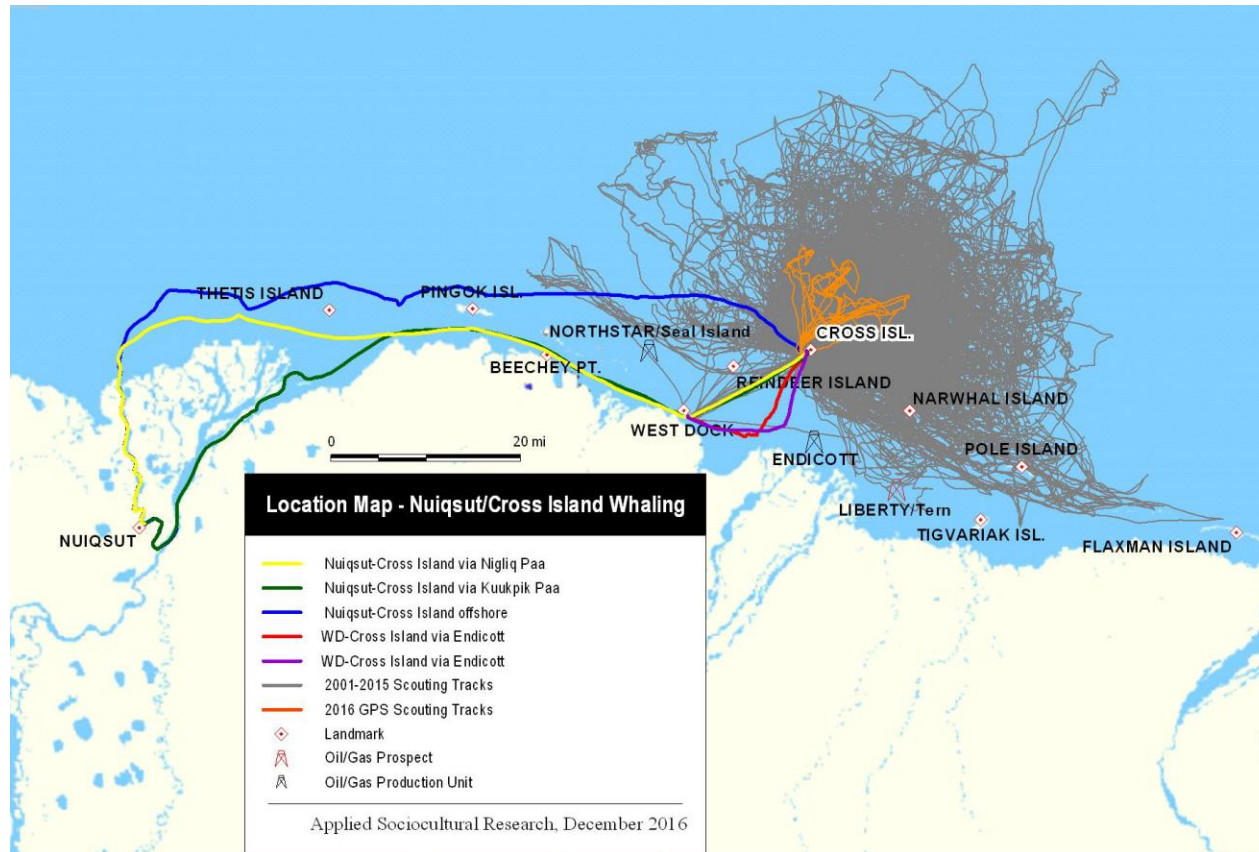 THETIS ISLAND
PINGOK ISL.
NORTHSTAR/Seal Island
CROSS ISL.
BEECHEY PT.
REINDEER ISLAND
NARWHAL ISLAND
WEST DOCK
0 20 mi
ENDICOTT
POLE ISLAND
LIBERTY/Tern
TIGVARIAK ISL.
NUIQSUT
FLAXMAN ISLAND
Location Map - Nuiqsut/Cross Island Whaling
Nuiqsut-Cross Island via Nigliq Paa
Nuiqsut-Cross Island via Kuukpik Paa
Nuiqsut-Cross Island offshore
WD-Cross Island via Endicott
WD-Cross Island via Endicott
2001-2015 Scouting Tracks
2016 GPS Scouting Tracks
Landmark
Oil/Gas Prospect
Oil/Gas Production Unit
Applied Sociocultural Research, December 2016